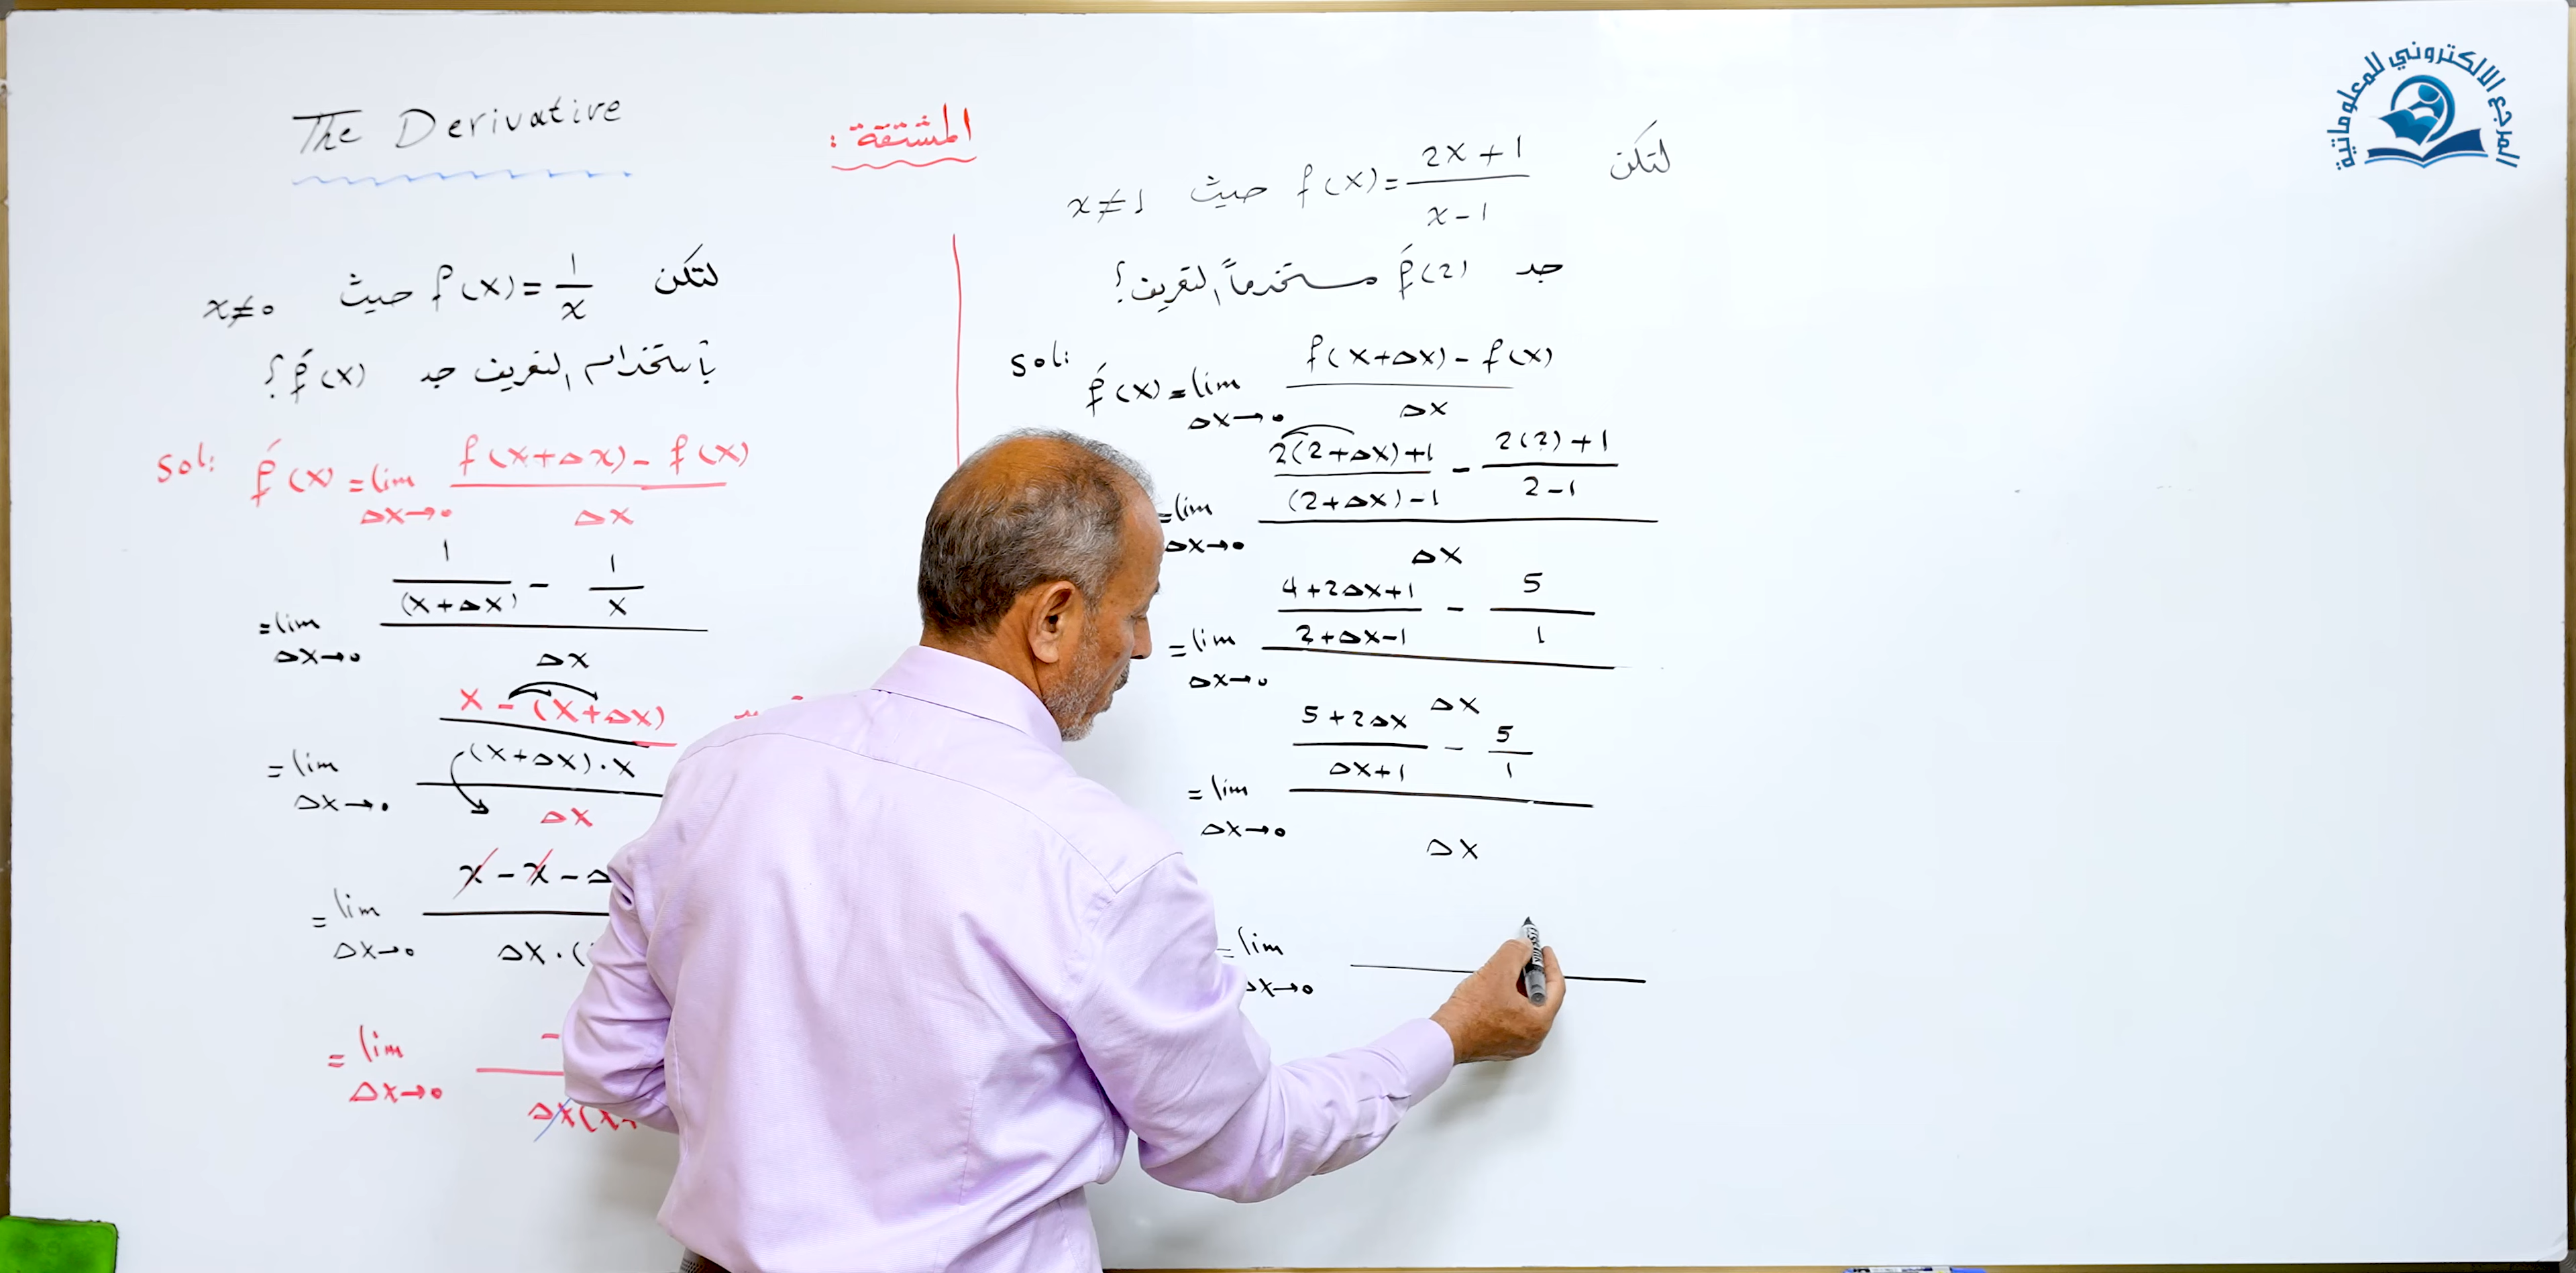 المرجع الالكتروني للمعلوماتية
The Derivative
المشتقة :
لتكن f(x) = 1/x حيث x≠0
بأستخدام التعريف جد f́(x) ؟
Sol: f́(x) = lim Δx→0 f(x+Δx) - f(x) / Δx
= lim Δx→0 1/(x+Δx) - 1/x / Δx
= lim Δx→0 x - (x+Δx) / (x+Δx)·x / Δx
= lim Δx→0 x - x - Δ / Δx·(
= lim Δx→0 - / Δx(x+
لتكن f(x) = 2x+1 / x-1 حيث x≠1
جد f́(2) مستخدماً التعريف ؟
Sol: f́(x) = lim Δx→0 f(x+Δx) - f(x) / Δx
= lim Δx→0 2(2+Δx)+1 / (2+Δx)-1 - 2(2)+1 / 2-1 / Δx
= lim Δx→0 4+2Δx+1 / 2+Δx-1 - 5/1 / Δx
= lim Δx→0 5+2Δx / Δx+1 - 5/1 / Δx
= lim Δx→0